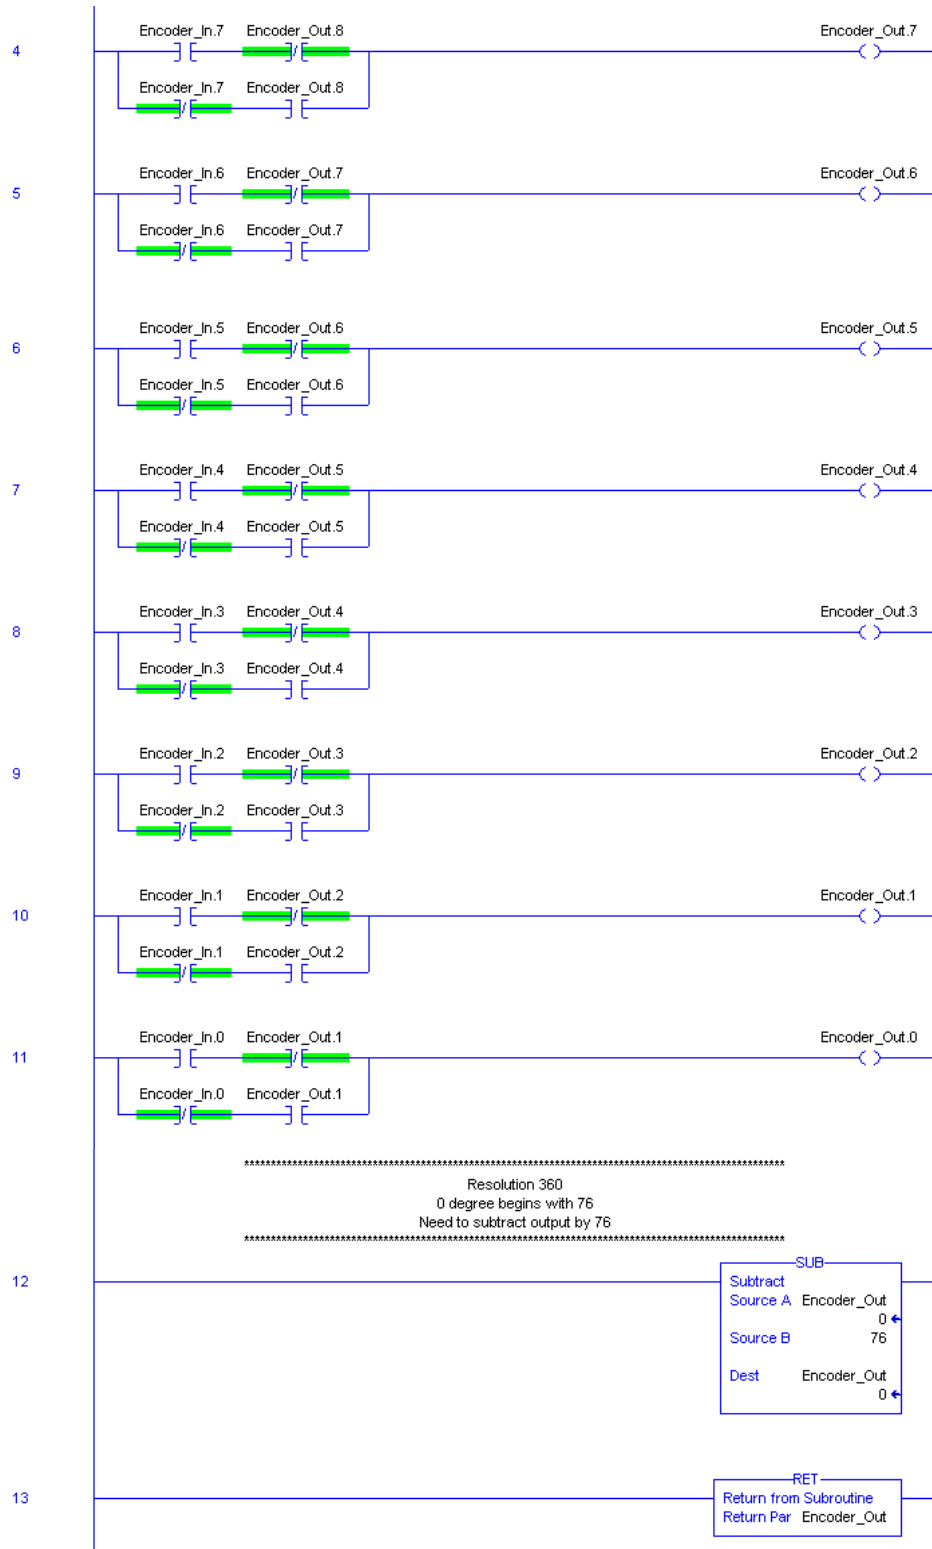 Encoder_In.7 Encoder_Out.8 Encoder_Out.7
4
Encoder_In.7 Encoder_Out.8
Encoder_In.6 Encoder_Out.7 Encoder_Out.6
5
Encoder_In.6 Encoder_Out.7
Encoder_In.5 Encoder_Out.6 Encoder_Out.5
6
Encoder_In.5 Encoder_Out.6
Encoder_In.4 Encoder_Out.5 Encoder_Out.4
7
Encoder_In.4 Encoder_Out.5
Encoder_In.3 Encoder_Out.4 Encoder_Out.3
8
Encoder_In.3 Encoder_Out.4
Encoder_In.2 Encoder_Out.3 Encoder_Out.2
9
Encoder_In.2 Encoder_Out.3
Encoder_In.1 Encoder_Out.2 Encoder_Out.1
10
Encoder_In.1 Encoder_Out.2
Encoder_In.0 Encoder_Out.1 Encoder_Out.0
11
Encoder_In.0 Encoder_Out.1
Resolution 360
0 degree begins with 76
Need to subtract output by 76
SUB
12
Subtract
Source A Encoder_Out
0
Source B 76
Dest Encoder_Out
0
RET
13
Return from Subroutine
Return Par Encoder_Out